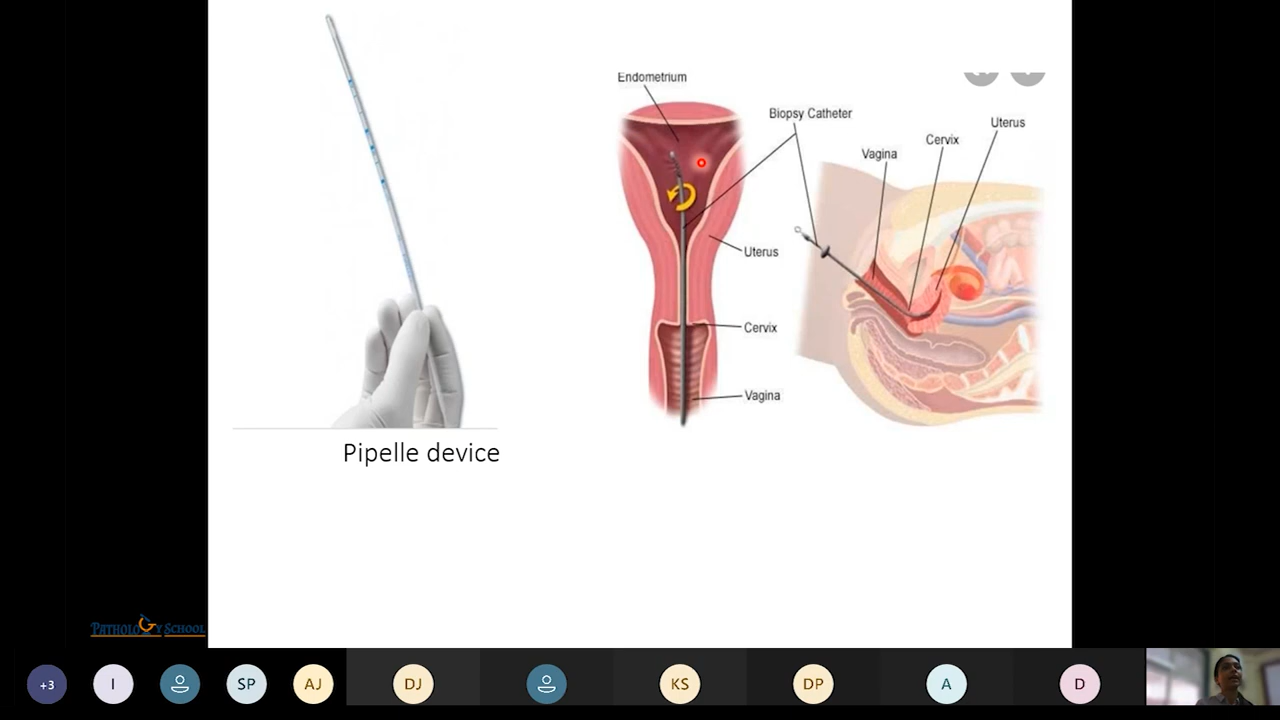 Endometrium
Biopsy Catheter
Uterus
Cervix
Vagina
Uterus
Cervix
Vagina
Pipelle device
PATHOLOGY SCHOOL
+3
I
SP
AJ
DJ
KS
DP
A
D